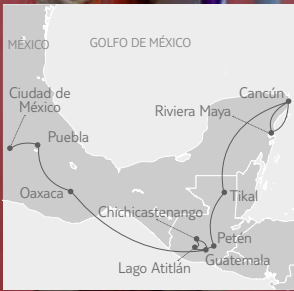 MÉXICO
GOLFO DE MÉXICO
Ciudad de
México
Cancún
Riviera Maya
Puebla
Oaxaca
Tikal
Chichicastenango
Petén
Guatemala
Lago Atitlán